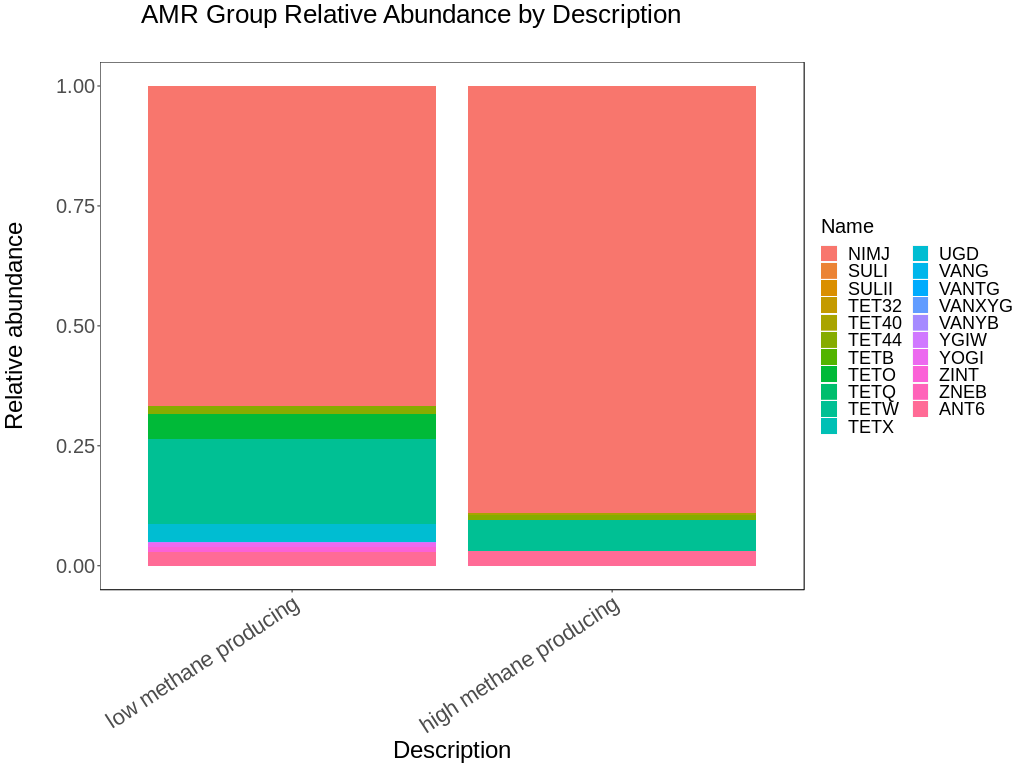 AMR Group Relative Abundance by Description
Relative abundance
1.00
0.75
0.50
0.25
0.00
low methane producing
high methane producing
Description
Name
NIMJ
SULI
SULII
TET32
TET40
TET44
TETB
TETO
TETQ
TETW
TETX
UGD
VANG
VANTG
VANXYG
VANYB
YGIW
YOGI
ZINT
ZNEB
ANT6